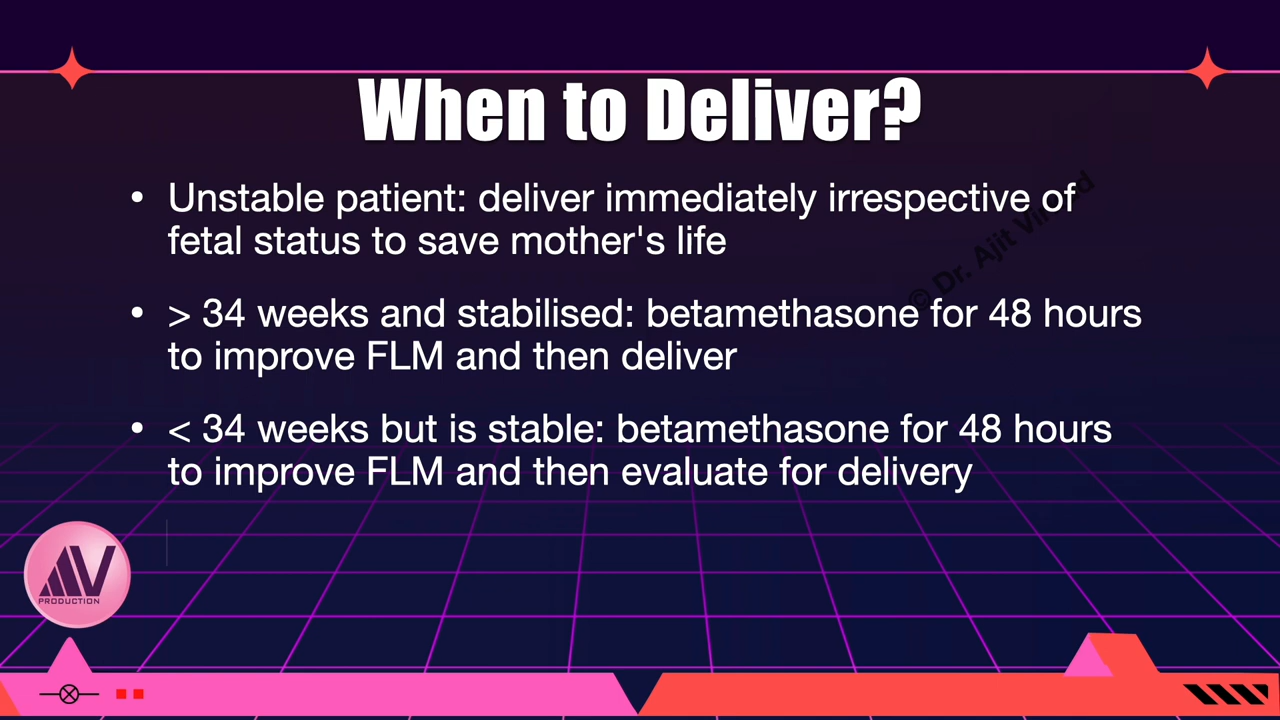 When to Deliver?
• Unstable patient: deliver immediately irrespective of
fetal status to save mother's life
• > 34 weeks and stabilised: betamethasone for 48 hours
to improve FLM and then deliver
• < 34 weeks but is stable: betamethasone for 48 hours
to improve FLM and then evaluate for delivery
© Dr. Ajit
AV
PRODUCTION